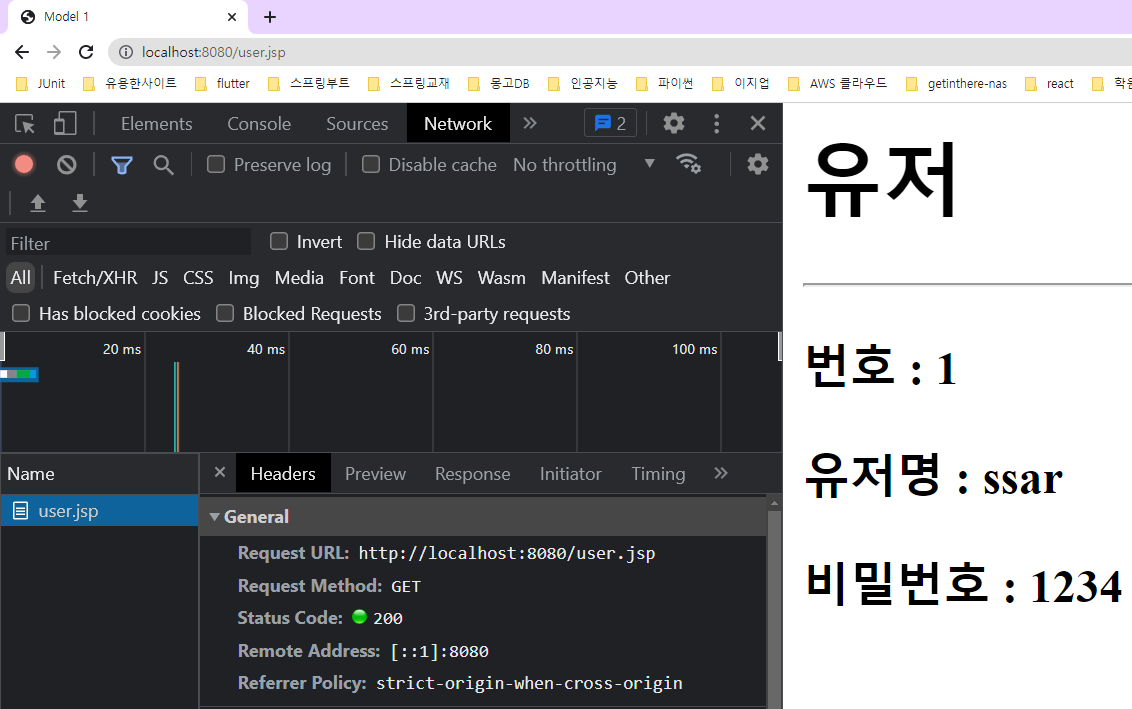 Model 1
localhost:8080/user.jsp
JUnit 유용한사이트 flutter 스프링부트 스프링교재 몽고DB 인공지능 파이썬 이지업 AWS 클라우드 getinthere-nas react 학원
Elements Console Sources Network 2
Preserve log Disable cache No throttling
Filter Invert Hide data URLs
All Fetch/XHR JS CSS Img Media Font Doc WS Wasm Manifest Other
Has blocked cookies Blocked Requests 3rd-party requests
20 ms 40 ms 60 ms 80 ms 100 ms
Name Headers Preview Response Initiator Timing
user.jsp
General
Request URL: http://localhost:8080/user.jsp
Request Method: GET
Status Code: 200
Remote Address: [::1]:8080
Referrer Policy: strict-origin-when-cross-origin
유저
번호 : 1
유저명 : ssar
비밀번호 : 1234